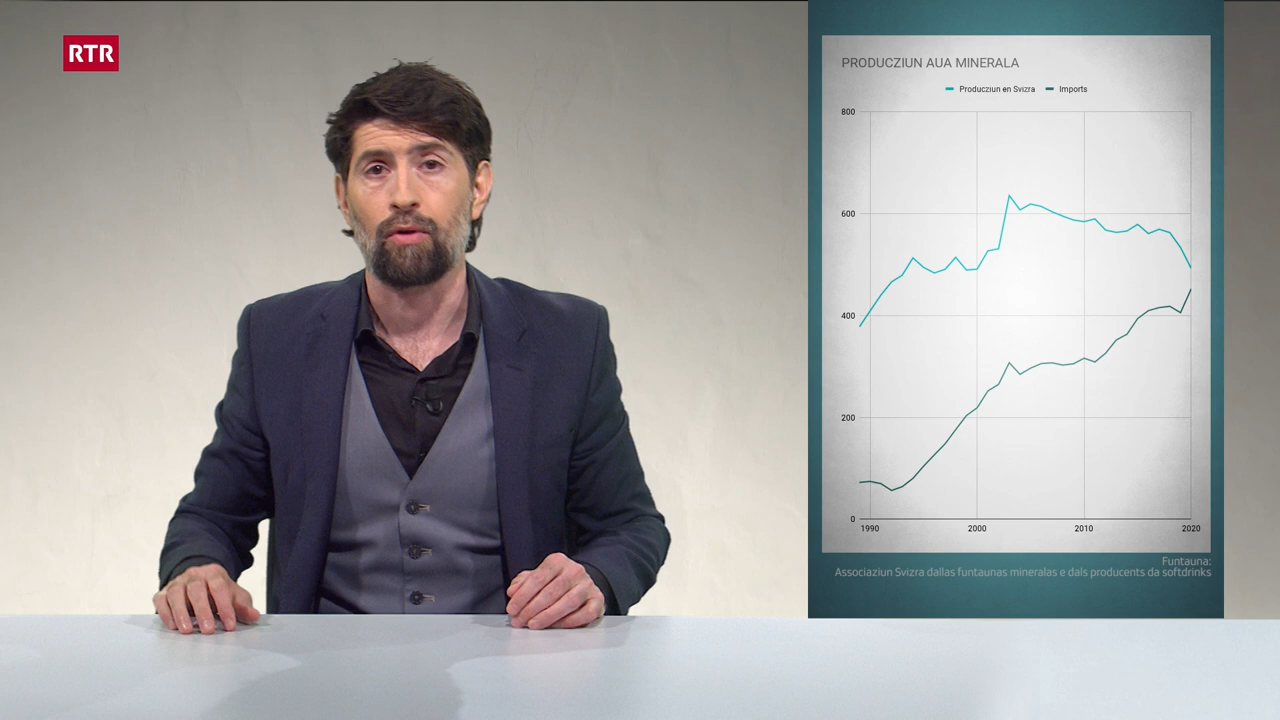 RTR
PRODUCZIUN AUA MINERALA
Producziun en Svizra Imports
800
600
400
200
0
1990 2000 2010 2020
Funtauna:
Associaziun Svizra dallas funtaunas mineralas e dals producents da softdrinks